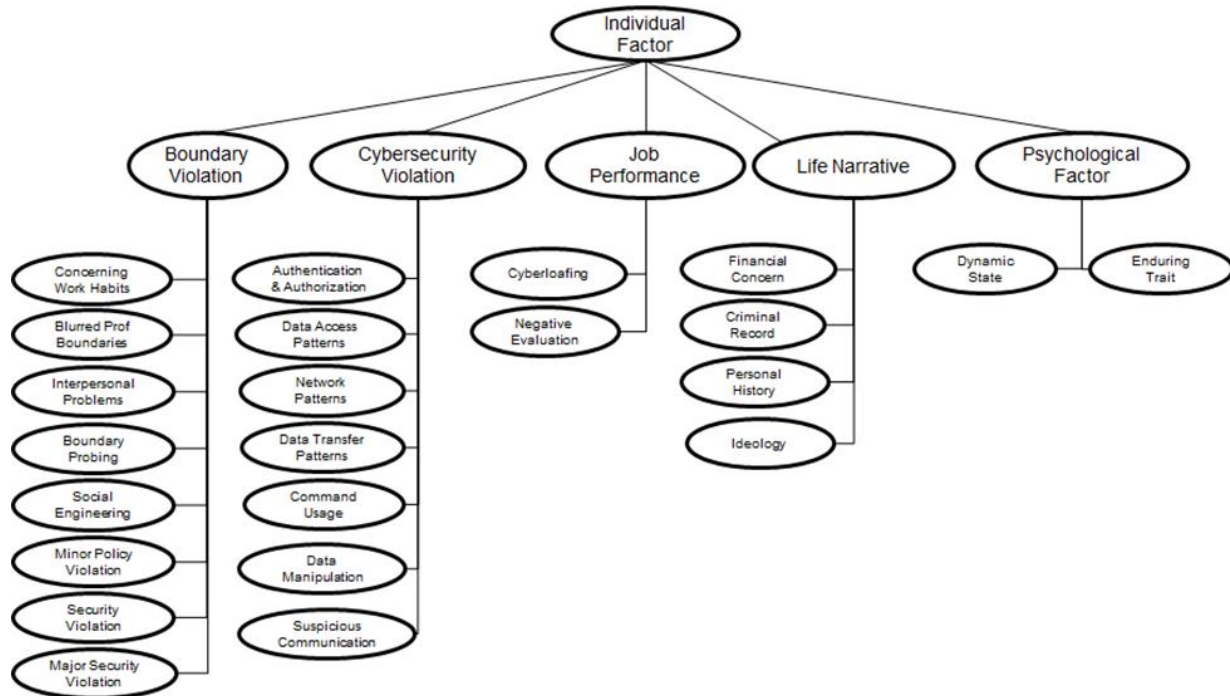 Individual
Factor
Boundary
Violation
Cybersecurity
Violation
Job
Performance
Life Narrative
Psychological
Factor
Concerning
Work Habits
Blurred Prof
Boundaries
Interpersonal
Problems
Boundary
Probing
Social
Engineering
Minor Policy
Violation
Security
Violation
Major Security
Violation
Authentication
& Authorization
Data Access
Patterns
Network
Patterns
Data Transfer
Patterns
Command
Usage
Data
Manipulation
Suspicious
Communication
Cyberloafing
Negative
Evaluation
Financial
Concern
Criminal
Record
Personal
History
Ideology
Dynamic
State
Enduring
Trait